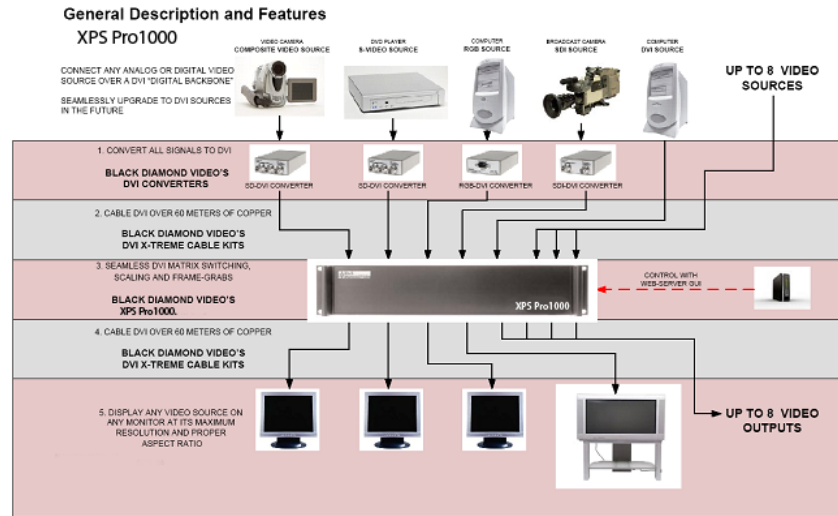 General Description and Features
XPS Pro1000
VIDEO CAMERA
COMPOSITE VIDEO SOURCE
DVD PLAYER
S-VIDEO SOURCE
COMPUTER
RGB SOURCE
BROADCAST CAMERA
SDI SOURCE
COMPUTER
DVI SOURCE
CONNECT ANY ANALOG OR DIGITAL VIDEO
SOURCE OVER A DVI “DIGITAL BACKBONE”
SEAMLESSLY UPGRADE TO DVI SOURCES
IN THE FUTURE
UP TO 8 VIDEO
SOURCES
1. CONVERT ALL SIGNALS TO DVI
BLACK DIAMOND VIDEO'S
DVI CONVERTERS
SD-DVI CONVERTER
SD-DVI CONVERTER
RGB-DVI CONVERTER
SDI-DVI CONVERTER
2. CABLE DVI OVER 60 METERS OF COPPER
BLACK DIAMOND VIDEO'S
DVI X-TREME CABLE KITS
3. SEAMLESS DVI MATRIX SWITCHING,
SCALING AND FRAME-GRABS
BLACK DIAMOND VIDEO'S
XPS Pro1000.
XPS Pro1000
CONTROL WITH
WEB-SERVER GUI
4. CABLE DVI OVER 60 METERS OF COPPER
BLACK DIAMOND VIDEO'S
DVI X-TREME CABLE KITS
5. DISPLAY ANY VIDEO SOURCE ON
ANY MONITOR AT ITS MAXIMUM
RESOLUTION AND PROPER
ASPECT RATIO
UP TO 8 VIDEO
OUTPUTS